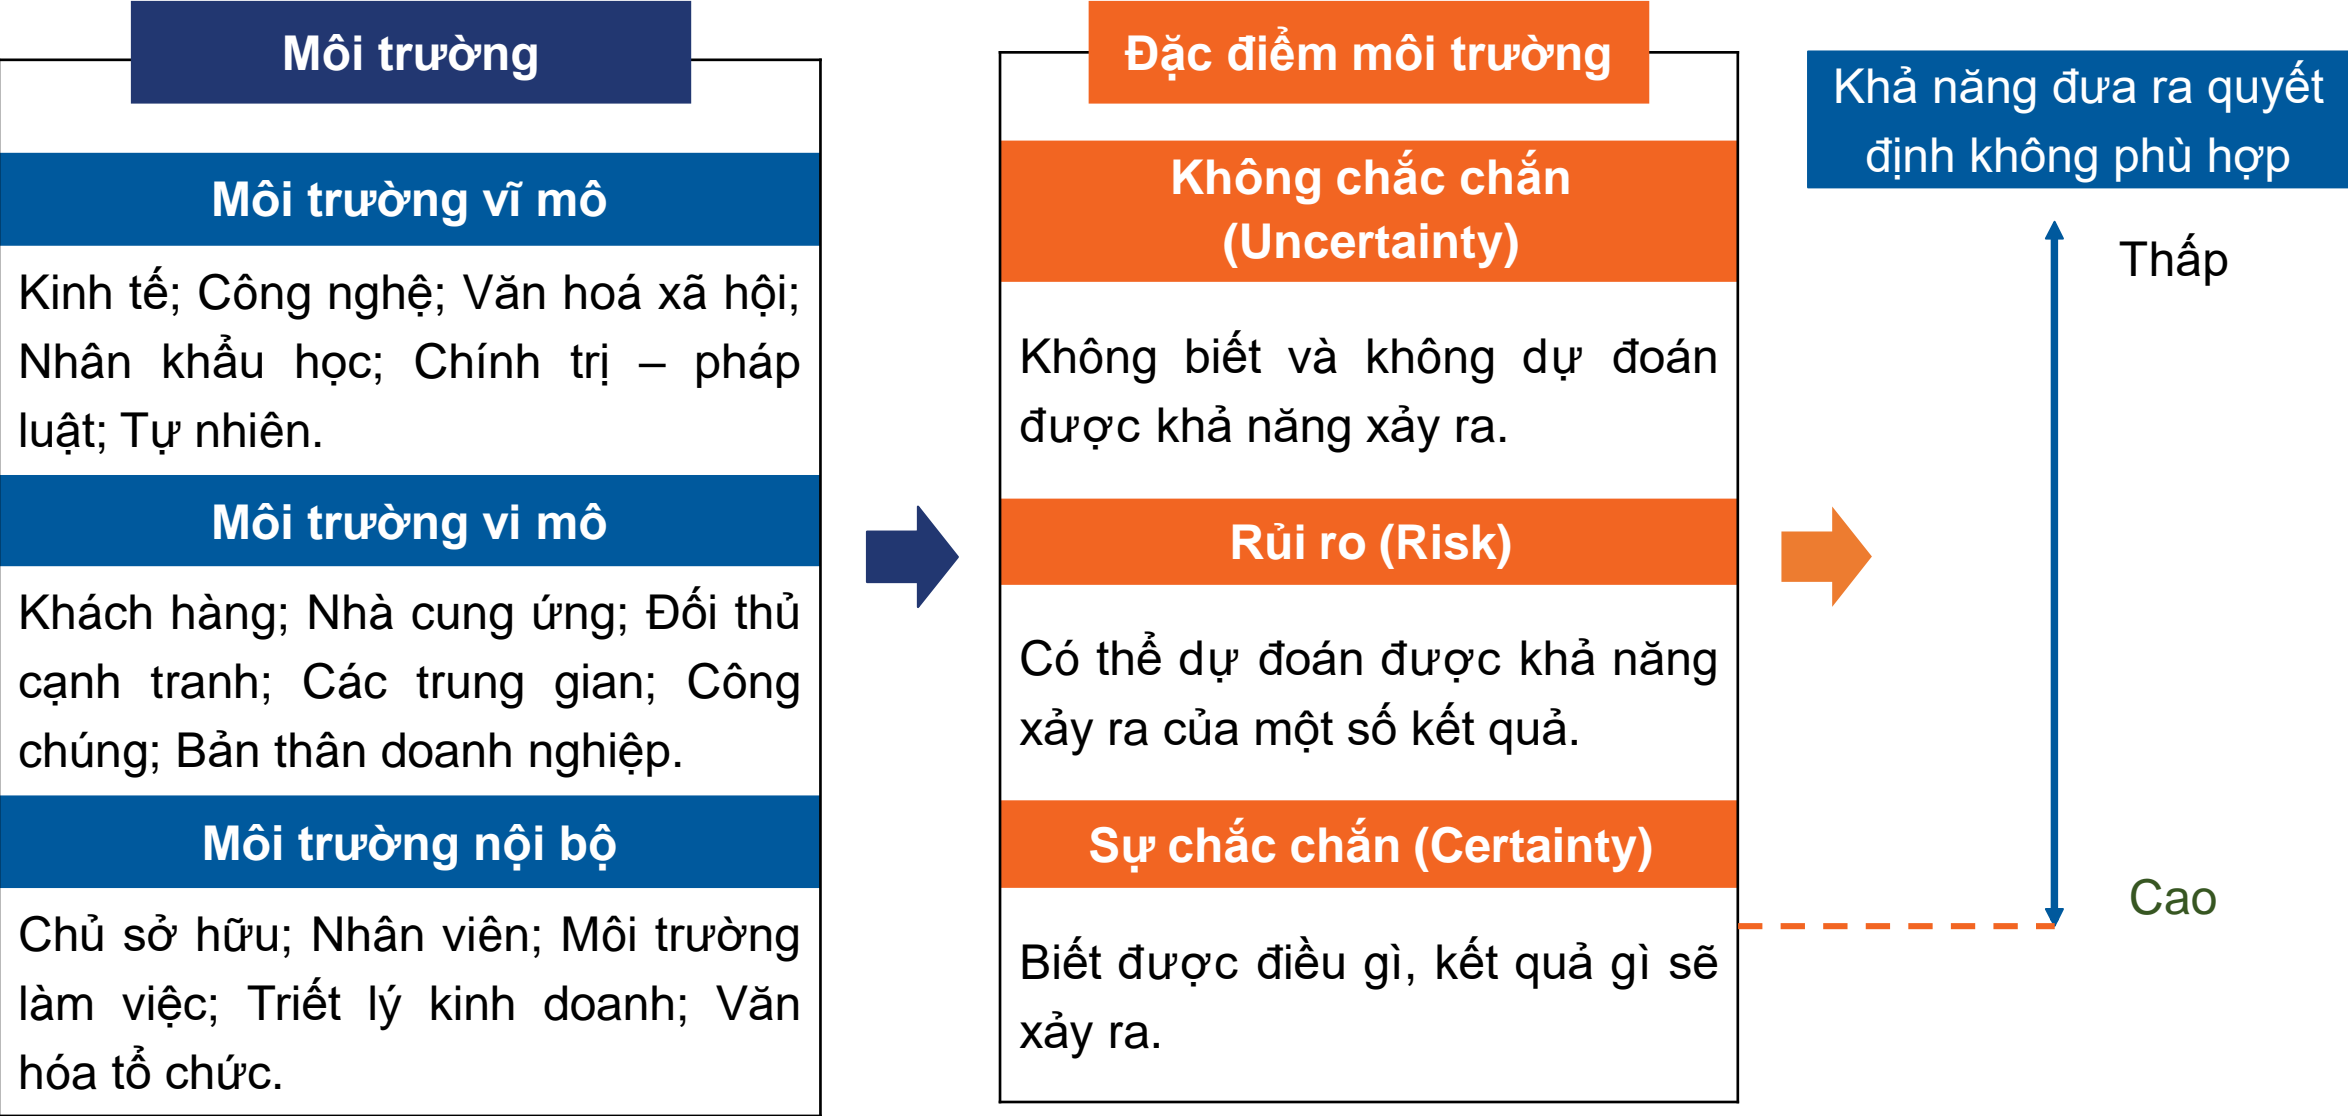 Môi trường
Môi trường vĩ mô
Kinh tế; Công nghệ; Văn hoá xã hội;
Nhân khẩu học; Chính trị – pháp
luật; Tự nhiên.
Môi trường vi mô
Khách hàng; Nhà cung ứng; Đối thủ
cạnh tranh; Các trung gian; Công
chúng; Bản thân doanh nghiệp.
Môi trường nội bộ
Chủ sở hữu; Nhân viên; Môi trường
làm việc; Triết lý kinh doanh; Văn
hóa tổ chức.
Đặc điểm môi trường
Không chắc chắn
(Uncertainty)
Không biết và không dự đoán
được khả năng xảy ra.
Rủi ro (Risk)
Có thể dự đoán được khả năng
xảy ra của một số kết quả.
Sự chắc chắn (Certainty)
Biết được điều gì, kết quả gì sẽ
xảy ra.
Khả năng đưa ra quyết
định không phù hợp
Thấp
Cao